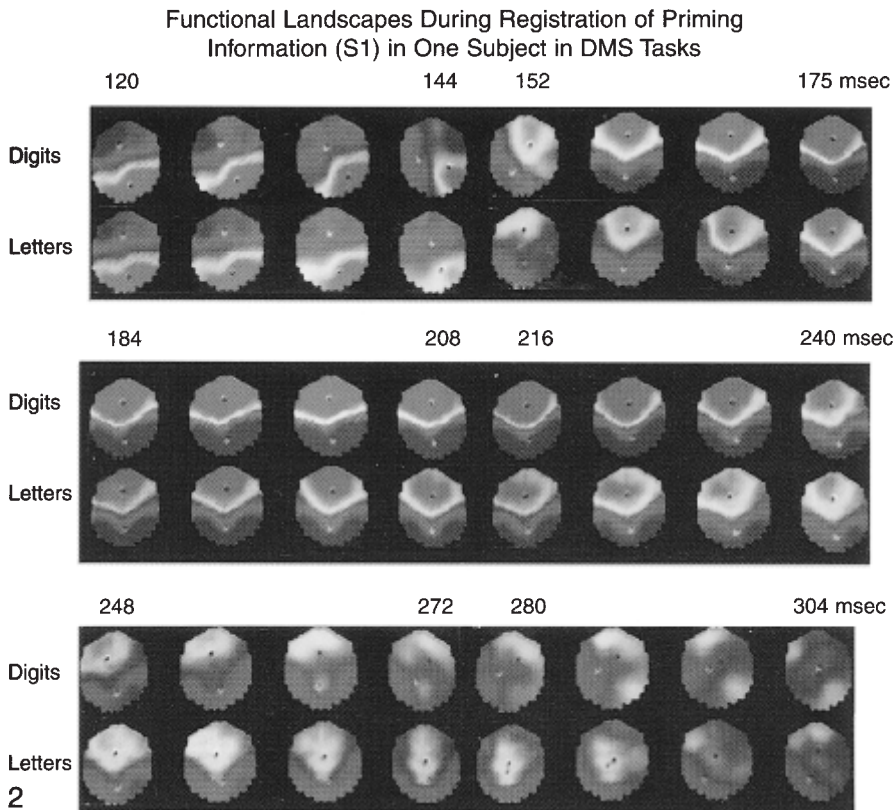 Functional Landscapes During Registration of Priming
Information (S1) in One Subject in DMS Tasks
120 144 152 175 msec
Digits
Letters
184 208 216 240 msec
Digits
Letters
248 272 280 304 msec
Digits
Letters
2